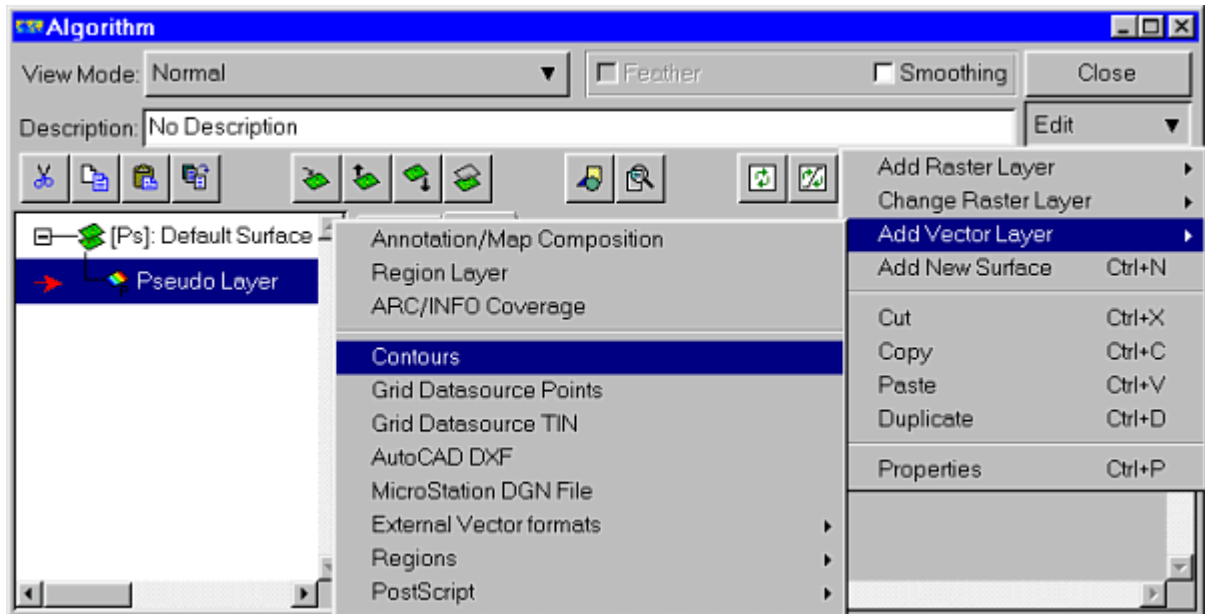 Algorithm
View Mode: Normal
Feather
Smoothing
Close
Description: No Description
Edit
[Ps]: Default Surface
Pseudo Layer
Add Raster Layer
Change Raster Layer
Add Vector Layer
Add New Surface Ctrl+N
Cut Ctrl+X
Copy Ctrl+C
Paste Ctrl+V
Duplicate Ctrl+D
Properties Ctrl+P
Annotation/Map Composition
Region Layer
ARC/INFO Coverage
Contours
Grid Datasource Points
Grid Datasource TIN
AutoCAD DXF
MicroStation DGN File
External Vector formats
Regions
PostScript